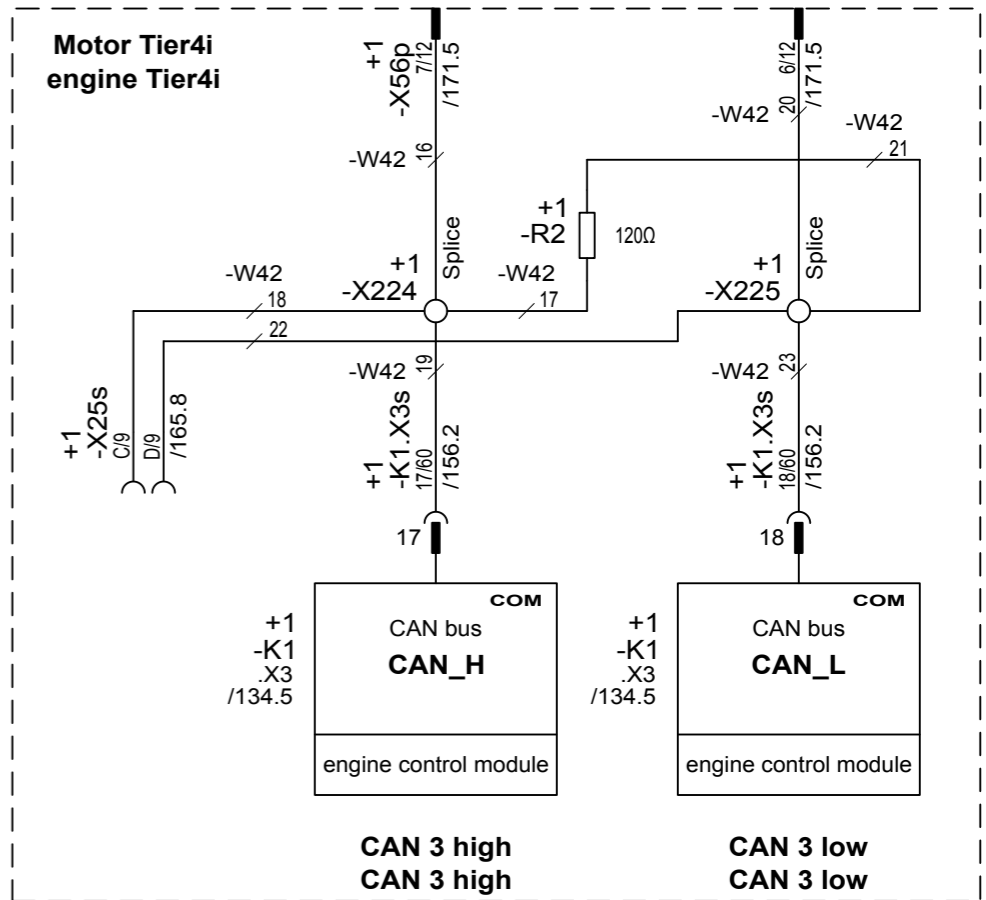 Motor Tier4i
engine Tier4i
+1
-X56p
7/12
/171.5
6/12
/171.5
-W42
16
-W42
20
-W42
21
+1
-R2
120Ω
Splice
+1
-X224
-W42
17
+1
-X225
Splice
-W42
18
22
-W42
19
-W42
23
+1
-X25s
C/9
D/9
/165.8
+1
-K1.X3s
17/60
/156.2
+1
-K1.X3s
18/60
/156.2
17
18
COM
CAN bus
CAN_H
engine control module
+1
-K1
.X3
/134.5
COM
CAN bus
CAN_L
engine control module
+1
-K1
.X3
/134.5
CAN 3 high
CAN 3 high
CAN 3 low
CAN 3 low